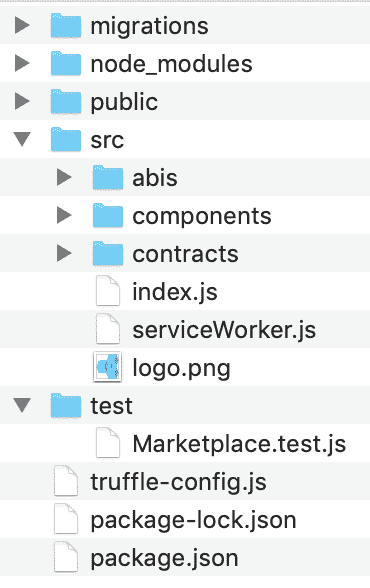 migrations
node_modules
public
src
abis
components
contracts
index.js
serviceWorker.js
logo.png
test
Marketplace.test.js
truffle-config.js
package-lock.json
package.json